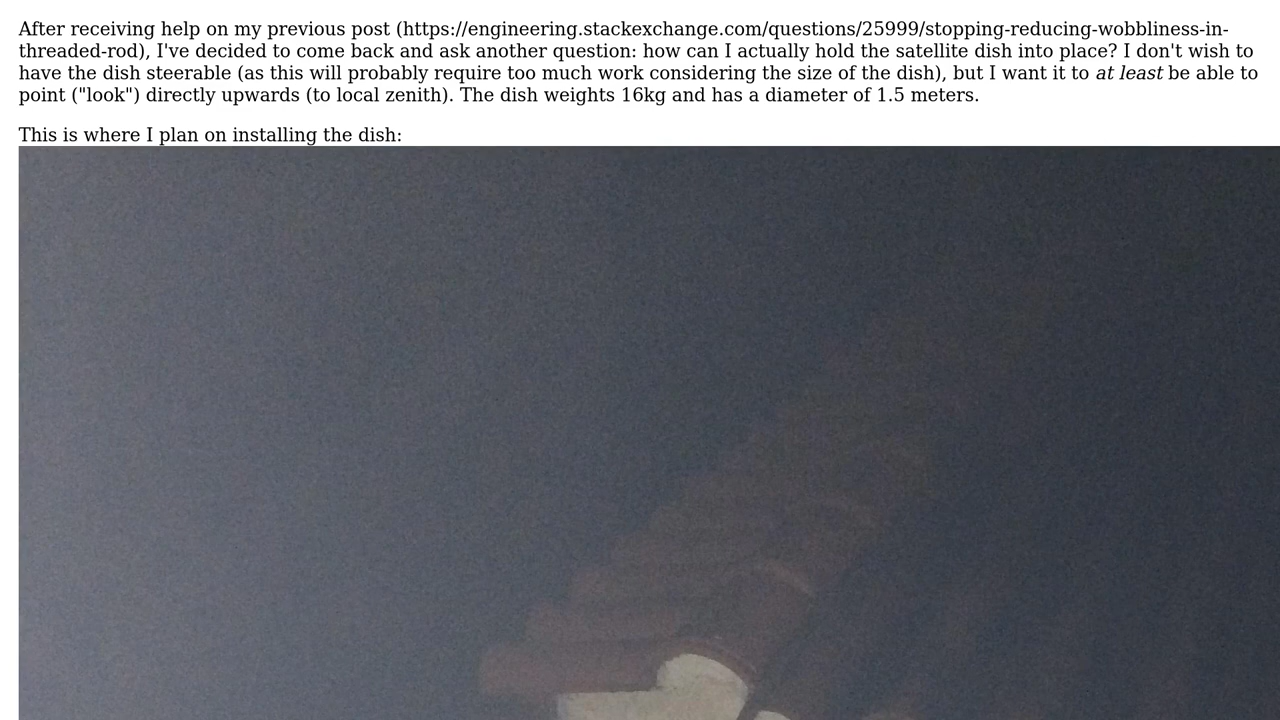 After receiving help on my previous post (https://engineering.stackexchange.com/questions/25999/stopping-reducing-wobbliness-in-
threaded-rod), I've decided to come back and ask another question: how can I actually hold the satellite dish into place? I don't wish to
have the dish steerable (as this will probably require too much work considering the size of the dish), but I want it to at least be able to
point ("look") directly upwards (to local zenith). The dish weights 16kg and has a diameter of 1.5 meters.
This is where I plan on installing the dish: